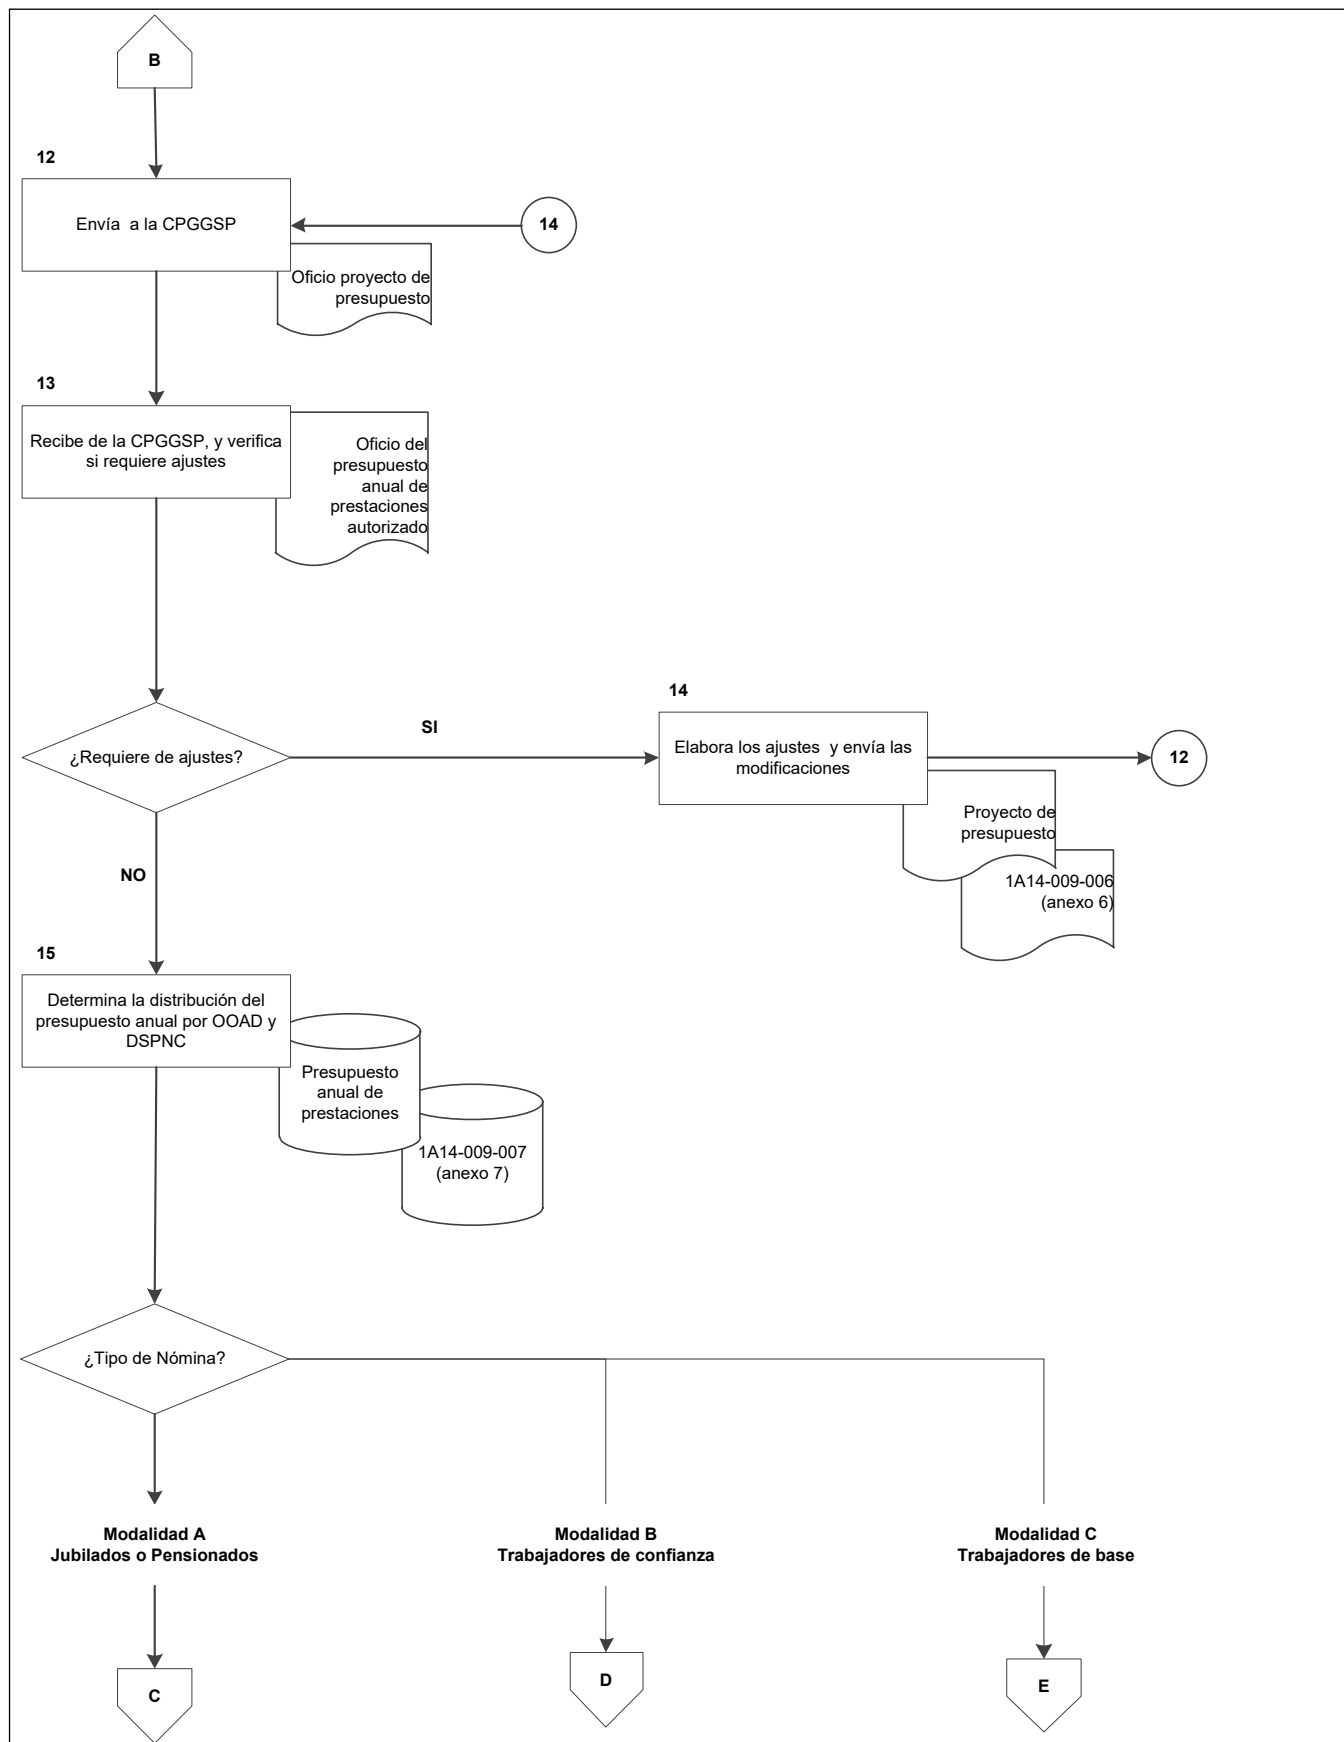 B
12
Envía a la CPGGSP
14
Oficio proyecto de
presupuesto
13
Recibe de la CPGGSP, y verifica
si requiere ajustes
Oficio del
presupuesto
anual de
prestaciones
autorizado
¿Requiere de ajustes?
SI
14
Elabora los ajustes y envía las
modificaciones
12
Proyecto de
presupuesto
1A14-009-006
(anexo 6)
NO
15
Determina la distribución del
presupuesto anual por OOAD y
DSPNC
Presupuesto
anual de
prestaciones
1A14-009-007
(anexo 7)
¿Tipo de Nómina?
Modalidad A
Jubilados o Pensionados
Modalidad B
Trabajadores de confianza
Modalidad C
Trabajadores de base
C
D
E